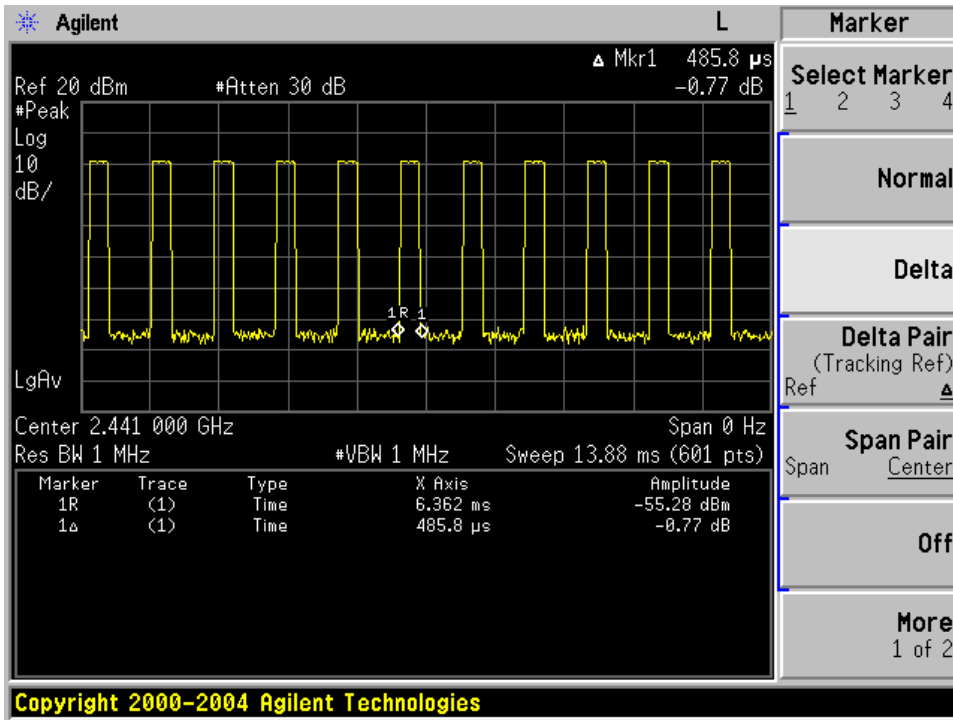 Agilent L
Δ Mkr1 485.8 µs
Ref 20 dBm #Atten 30 dB -0.77 dB
#Peak
Log
10
dB/
1R 1
LgAv
Center 2.441 000 GHz Span 0 Hz
Res BW 1 MHz #VBW 1 MHz Sweep 13.88 ms (601 pts)
Marker Trace Type X Axis Amplitude
1R (1) Time 6.362 ms -55.28 dBm
1Δ (1) Time 485.8 µs -0.77 dB
Marker
Select Marker
1 2 3 4
Normal
Delta
Delta Pair
(Tracking Ref)
Ref Δ
Span Pair
Span Center
Off
More
1 of 2
Copyright 2000-2004 Agilent Technologies